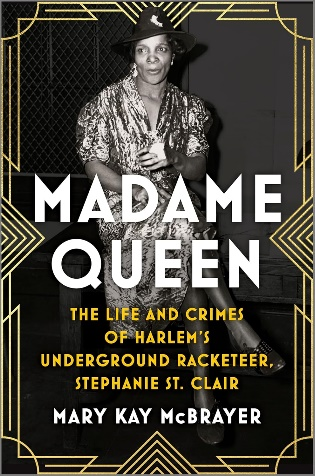 MADAME
QUEEN
THE LIFE AND CRIMES
OF HARLEM'S
UNDERGROUND RACKETEER,
STEPHANIE ST. CLAIR
MARY KAY McBRAYER